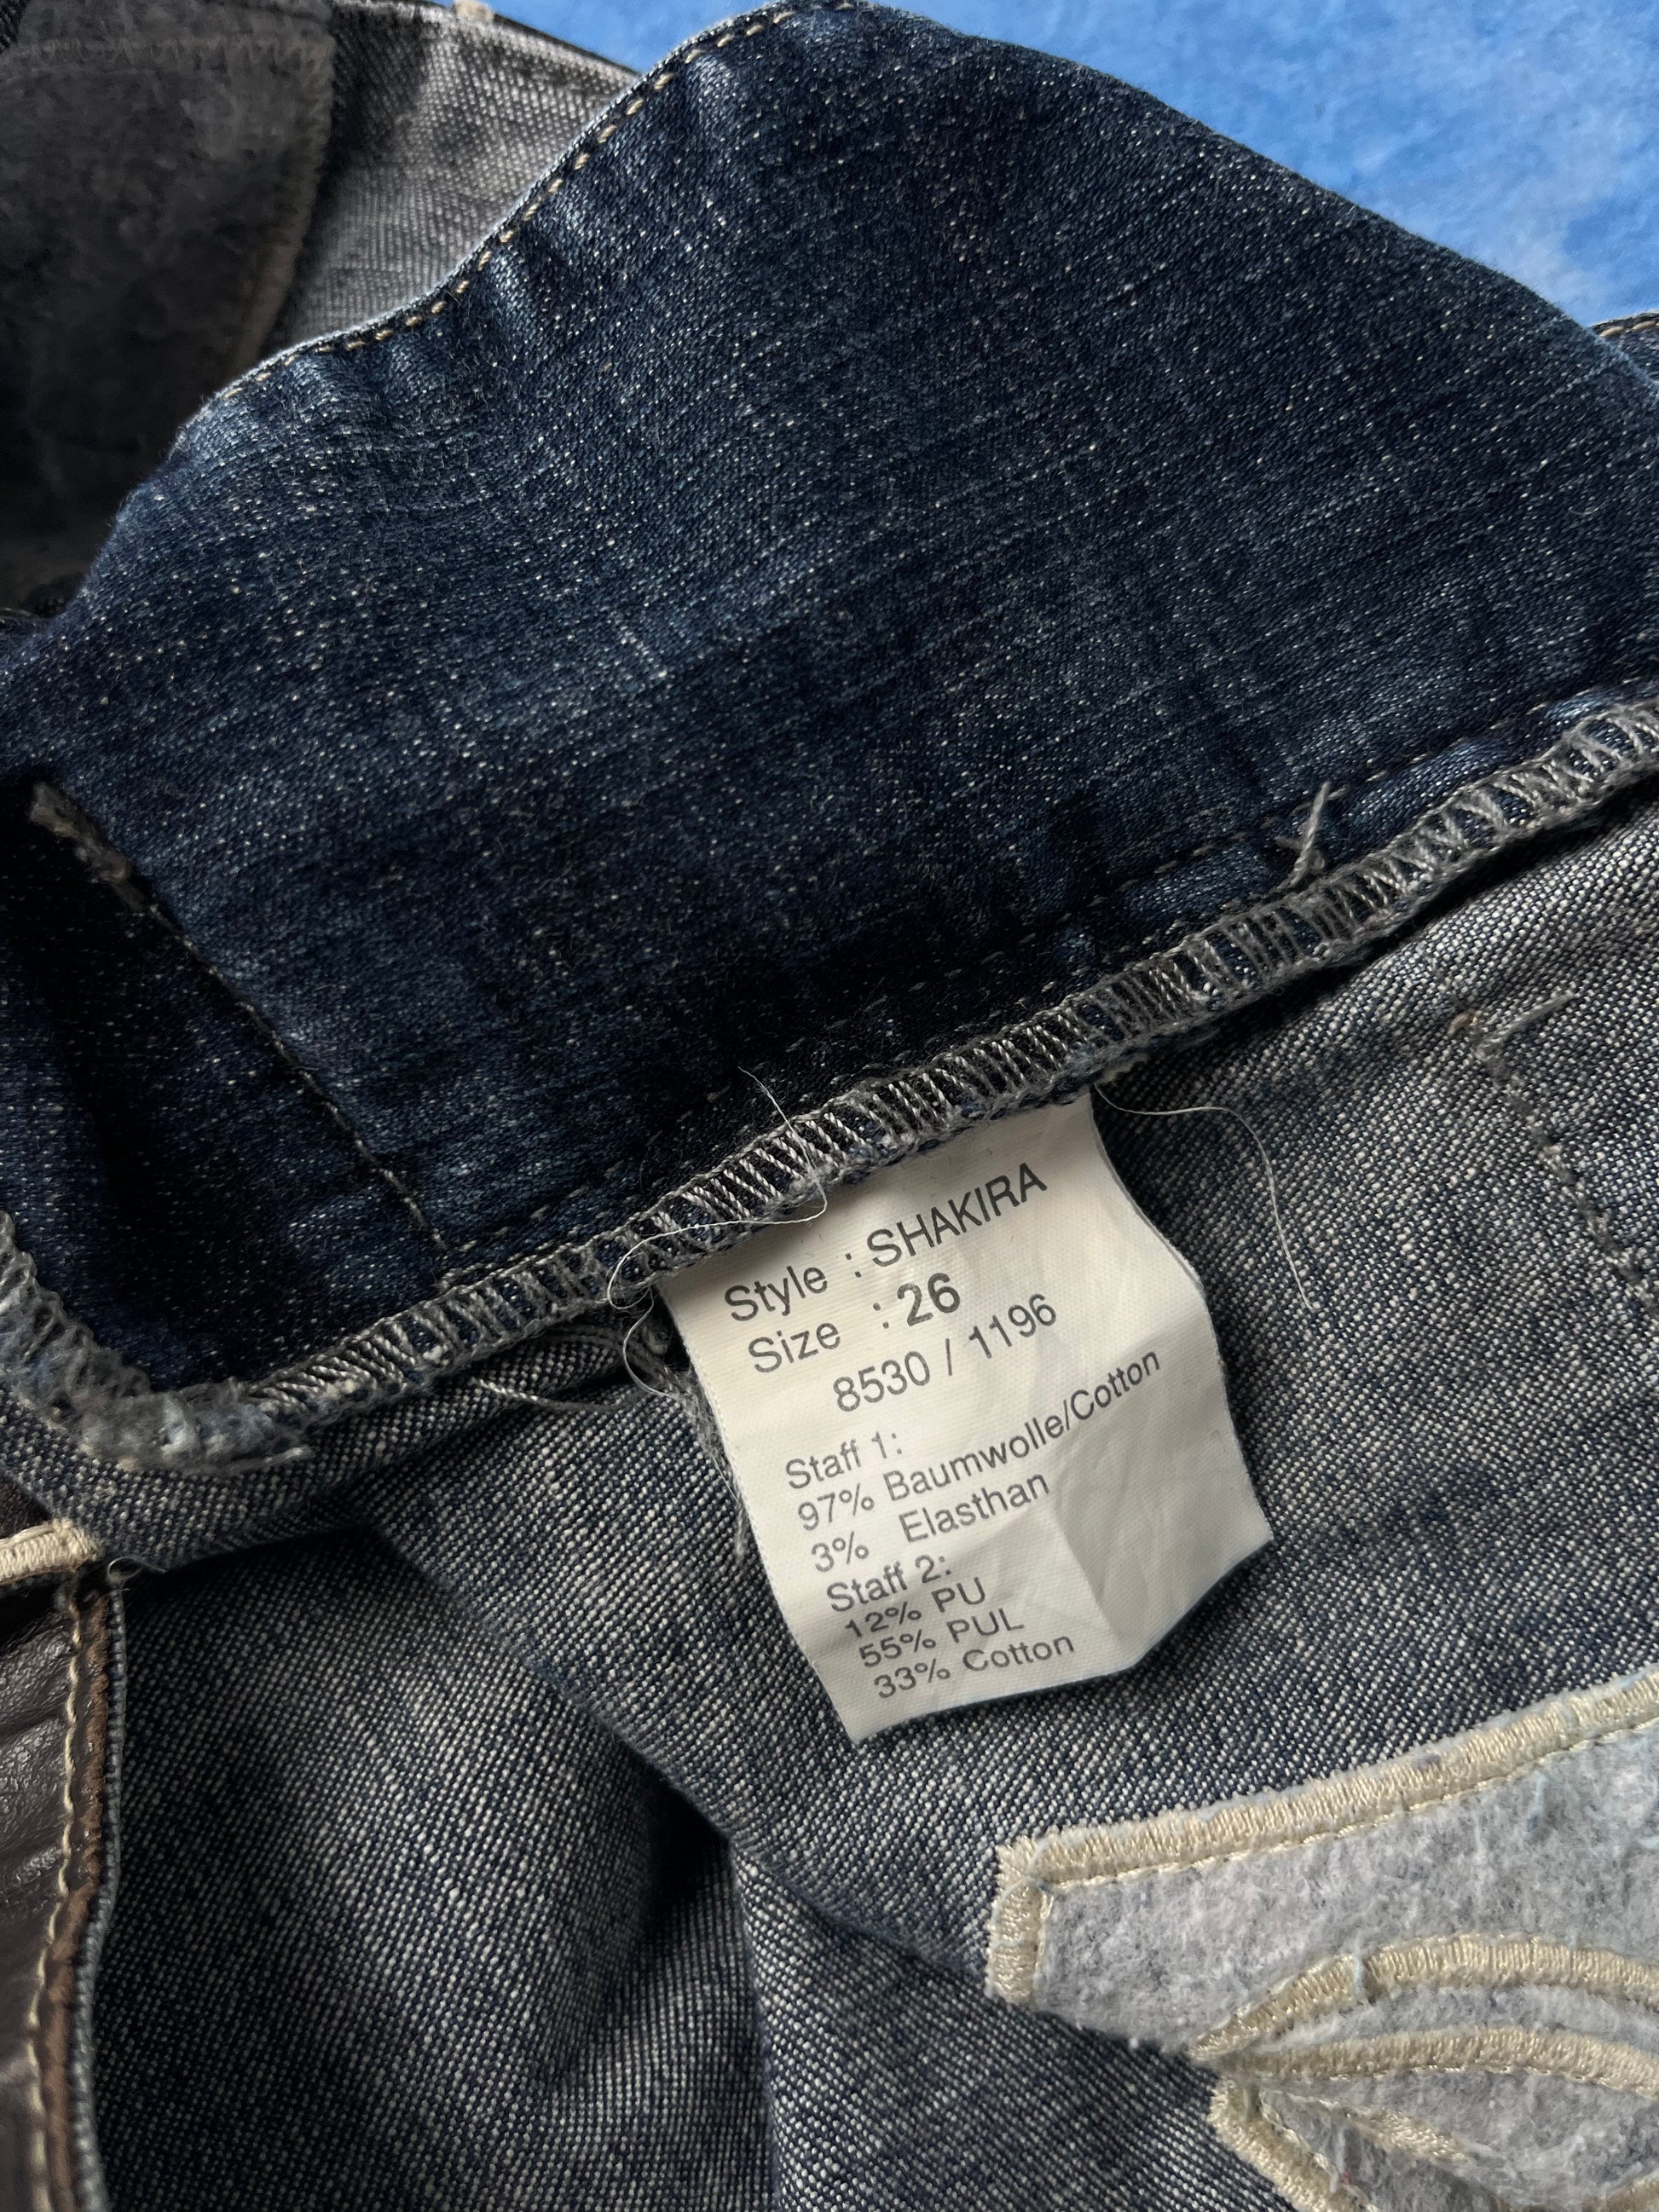 Style : SHAKIRA
Size : 26
8530 / 1196
Staff 1:
97% Baumwolle/Cotton
3% Elasthan
Staff 2:
12% PU
55% PUL
33% Cotton